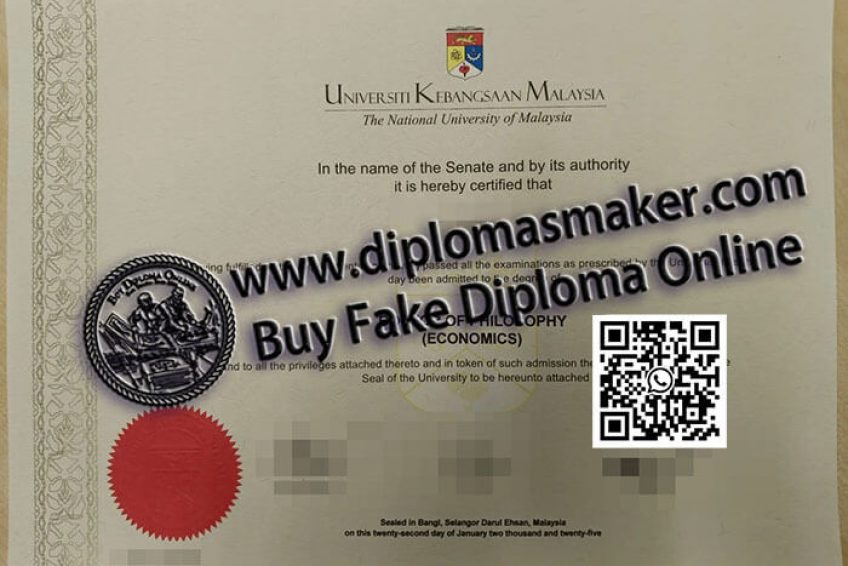 UNIVERSITI KEBANGSAAN MALAYSIA
The National University of Malaysia
In the name of the Senate and by its authority
it is hereby certified that
www.diplomasmaker.com
passed all the examinations as prescribed by the
day been admitted to the degree of
BUY DIPLOMA ONLINE
Buy Fake Diploma Online
OF PHILOSOPHY
(ECONOMICS)
and to all the privileges attached thereto and in token of such admission the
Seal of the University to be hereunto attached
Sealed in Bangi, Selangor Darul Ehsan, Malaysia
on this twenty-second day of January two thousand and twenty-five